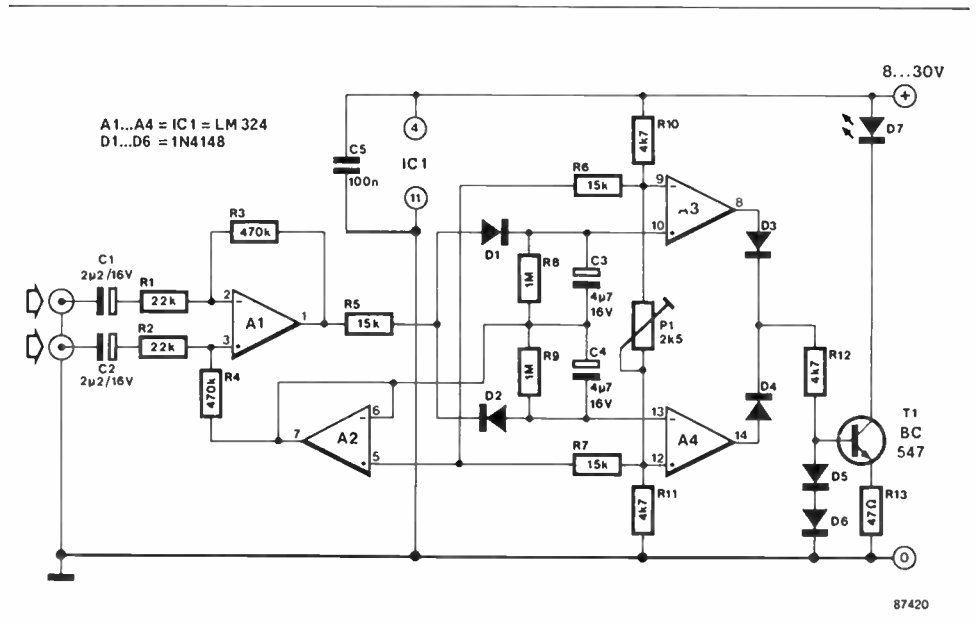 8...30V
+
A1...A4 = IC1 = LM 324
D1...D6 = 1N4148
4
IC1
11
C5
100n
R10
4k7
D7
R6
15k
9
8
10
D3
R3
470k
D1
R8
1M
C3
4µ7
16V
C1
2µ2/16V
R1
22k
2
A1
1
R5
15k
P1
2k5
R2
22k
3
C2
2µ2/16V
R4
470k
R9
1M
C4
4µ7
16V
R12
4k7
D4
D2
6
7
A2
5
13
A4
14
12
T1
BC
547
R7
15k
R11
4k7
D5
D6
R13
47Ω
0
87420